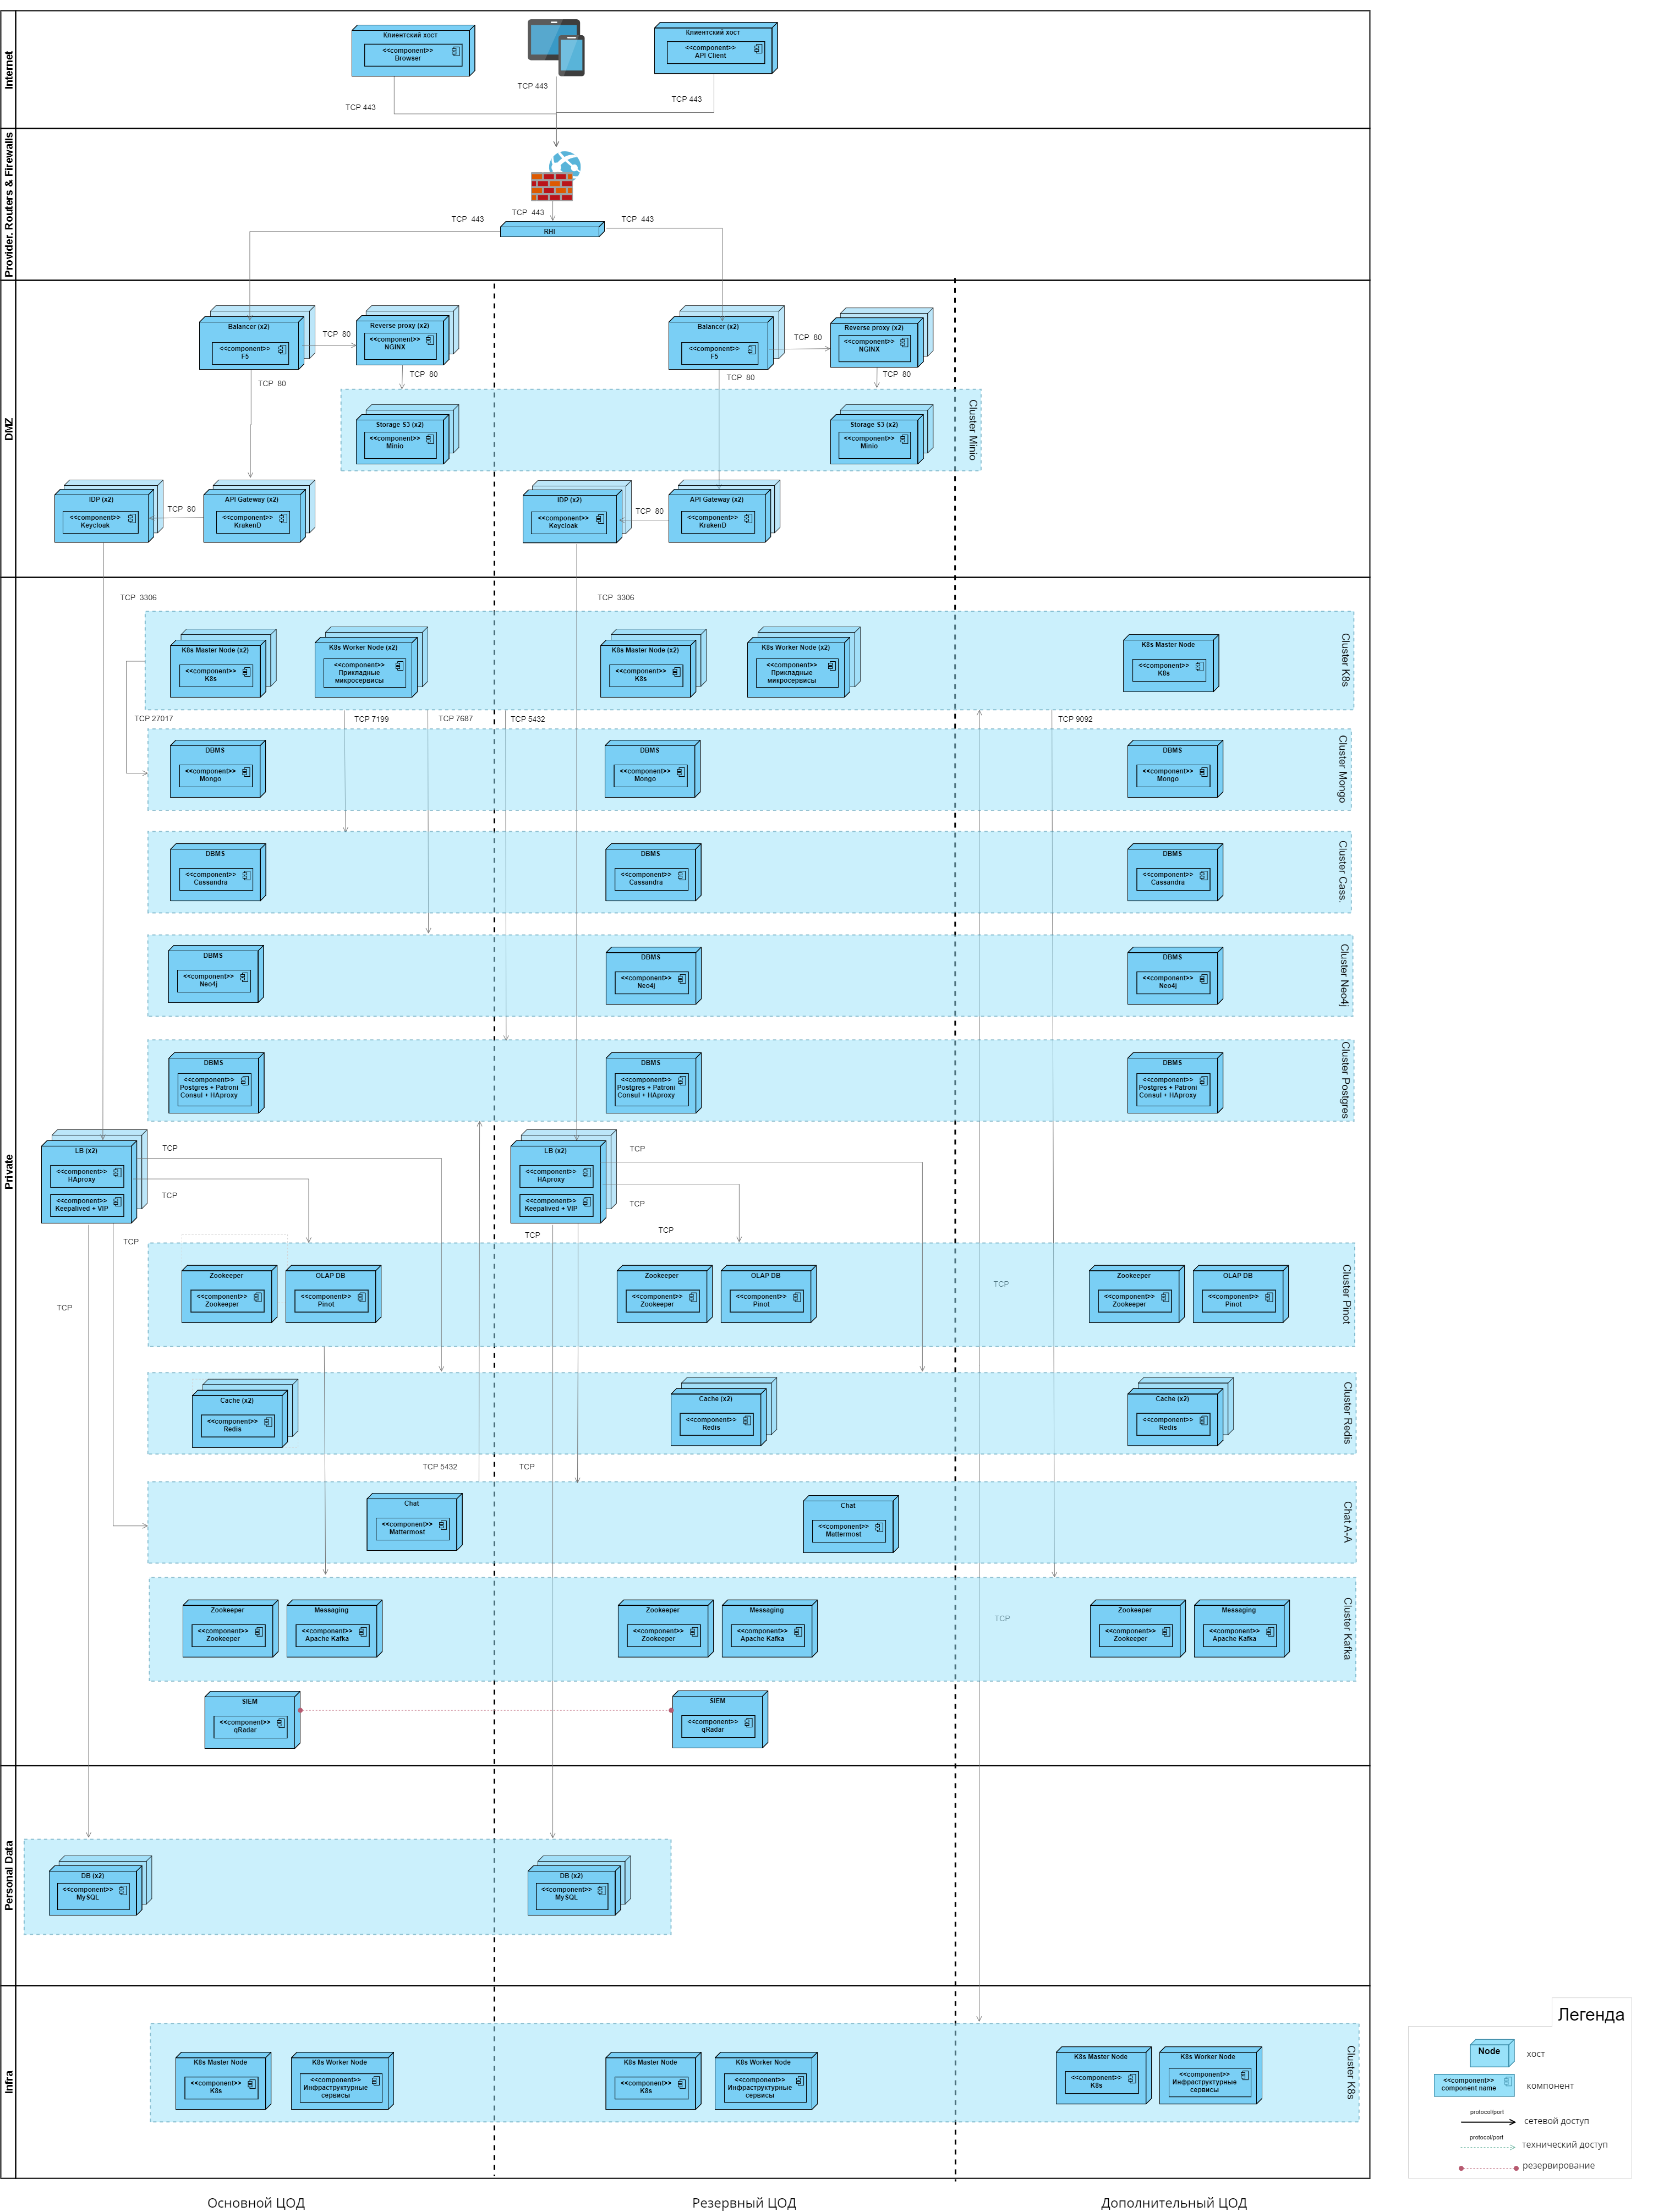 Internet
Клиентский хост
<<component>>
Browser
Клиентский хост
<<component>>
API Client
TCP 443
TCP 443
TCP 443
Provider. Routers & Firewalls
TCP 443
TCP 443
TCP 443
RHI
DMZ
Balancer (x2)
<<component>>
F5
TCP 80
Reverse proxy (x2)
<<component>>
NGINX
TCP 80
TCP 80
Balancer (x2)
<<component>>
F5
TCP 80
Reverse proxy (x2)
<<component>>
NGINX
TCP 80
TCP 80
Storage S3 (x2)
<<component>>
Minio
Storage S3 (x2)
<<component>>
Minio
Cluster Minio
IDP (x2)
<<component>>
Keycloak
TCP 80
API Gateway (x2)
<<component>>
KrakenD
IDP (x2)
<<component>>
Keycloak
TCP 80
API Gateway (x2)
<<component>>
KrakenD
Private
TCP 3306
TCP 3306
K8s Master Node (x2)
<<component>>
K8s
K8s Worker Node (x2)
<<component>>
Прикладные
микросервисы
K8s Master Node (x2)
<<component>>
K8s
K8s Worker Node (x2)
<<component>>
Прикладные
микросервисы
K8s Master Node
<<component>>
K8s
Cluster K8s
TCP 27017
TCP 7199
TCP 7687
TCP 5432
TCP 9092
DBMS
<<component>>
Mongo
DBMS
<<component>>
Mongo
DBMS
<<component>>
Mongo
Cluster Mongo
DBMS
<<component>>
Cassandra
DBMS
<<component>>
Cassandra
DBMS
<<component>>
Cassandra
Cluster Cass.
DBMS
<<component>>
Neo4j
DBMS
<<component>>
Neo4j
DBMS
<<component>>
Neo4j
Cluster Neo4j
DBMS
<<component>>
Postgres + Patroni
Consul + HAproxy
DBMS
<<component>>
Postgres + Patroni
Consul + HAproxy
DBMS
<<component>>
Postgres + Patroni
Consul + HAproxy
Cluster Postgres
LB (x2)
<<component>>
HAproxy
<<component>>
Keepalived + VIP
TCP
TCP
TCP
TCP
LB (x2)
<<component>>
HAproxy
<<component>>
Keepalived + VIP
TCP
TCP
TCP
TCP
Zookeeper
<<component>>
Zookeeper
OLAP DB
<<component>>
Pinot
Zookeeper
<<component>>
Zookeeper
OLAP DB
<<component>>
Pinot
TCP
Zookeeper
<<component>>
Zookeeper
OLAP DB
<<component>>
Pinot
Cluster Pinot
Cache (x2)
<<component>>
Redis
Cache (x2)
<<component>>
Redis
Cache (x2)
<<component>>
Redis
Cluster Redis
TCP 5432
TCP
Chat
<<component>>
Mattermost
Chat
<<component>>
Mattermost
Chat A-A
Zookeeper
<<component>>
Zookeeper
Messaging
<<component>>
Apache Kafka
Zookeeper
<<component>>
Zookeeper
Messaging
<<component>>
Apache Kafka
TCP
Zookeeper
<<component>>
Zookeeper
Messaging
<<component>>
Apache Kafka
Cluster Kafka
SIEM
<<component>>
qRadar
SIEM
<<component>>
qRadar
Personal Data
DB (x2)
<<component>>
MySQL
DB (x2)
<<component>>
MySQL
Infra
K8s Master Node
<<component>>
K8s
K8s Worker Node
<<component>>
Инфраструктурные
сервисы
K8s Master Node
<<component>>
K8s
K8s Worker Node
<<component>>
Инфраструктурные
сервисы
K8s Master Node
<<component>>
K8s
K8s Worker Node
<<component>>
Инфраструктурные
сервисы
Cluster K8s
Основной ЦОД
Резервный ЦОД
Дополнительный ЦОД
Легенда
Node
хост
<<component>>
component name
компонент
protocol/port
сетевой доступ
protocol/port
технический доступ
резервирование